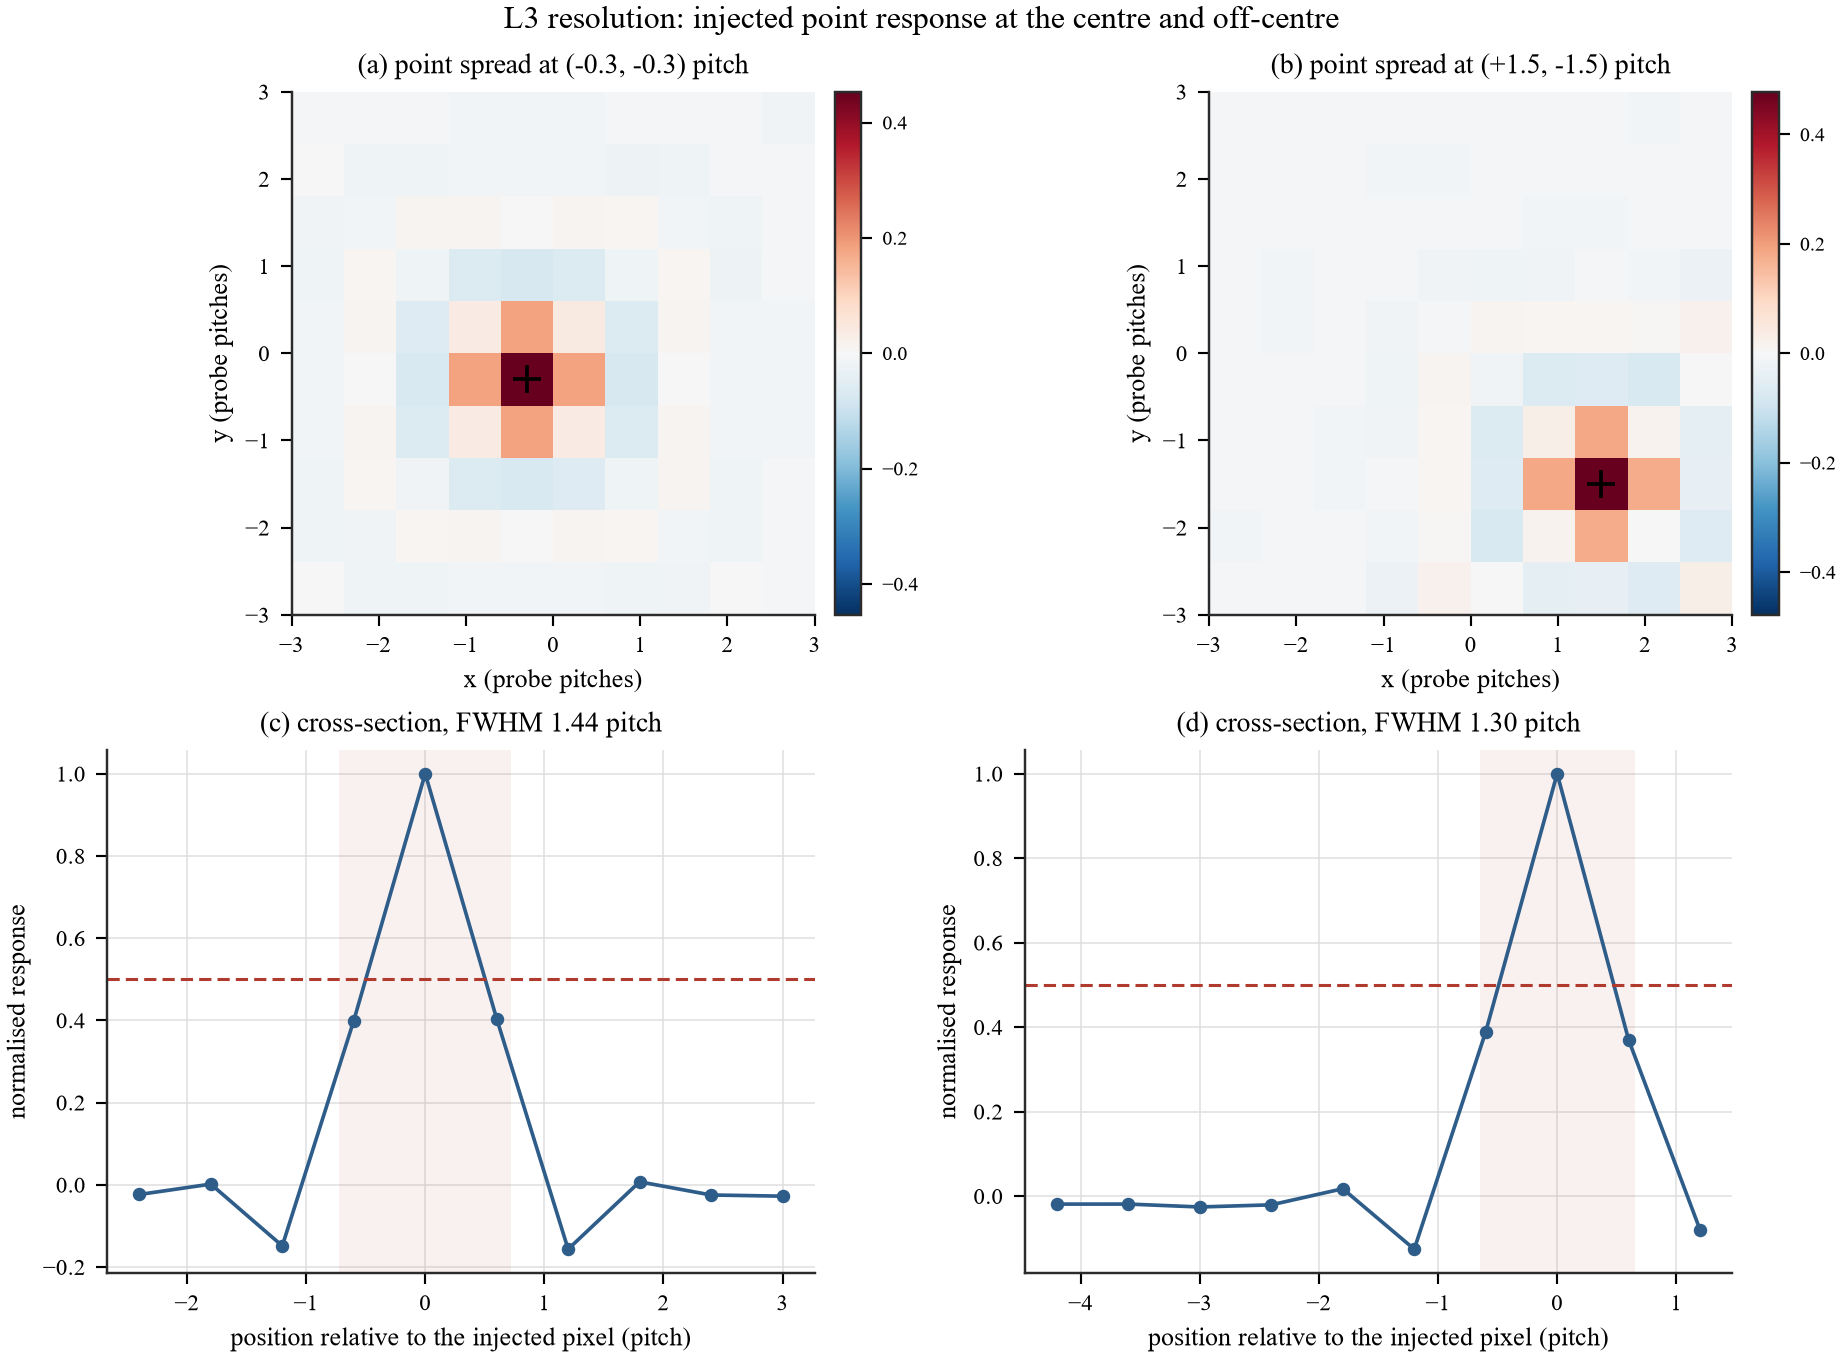 L3 resolution: injected point response at the centre and off-centre
(a) point spread at (-0.3, -0.3) pitch
3
2
1
0
−1
−2
−3
y (probe pitches)
−3 −2 −1 0 1 2 3
x (probe pitches)
0.4
0.2
0.0
−0.2
−0.4
(b) point spread at (+1.5, -1.5) pitch
3
2
1
0
−1
−2
−3
y (probe pitches)
−3 −2 −1 0 1 2 3
x (probe pitches)
0.4
0.2
0.0
−0.2
−0.4
(c) cross-section, FWHM 1.44 pitch
1.0
0.8
0.6
0.4
0.2
0.0
−0.2
normalised response
−2 −1 0 1 2 3
position relative to the injected pixel (pitch)
(d) cross-section, FWHM 1.30 pitch
1.0
0.8
0.6
0.4
0.2
0.0
normalised response
−4 −3 −2 −1 0 1
position relative to the injected pixel (pitch)